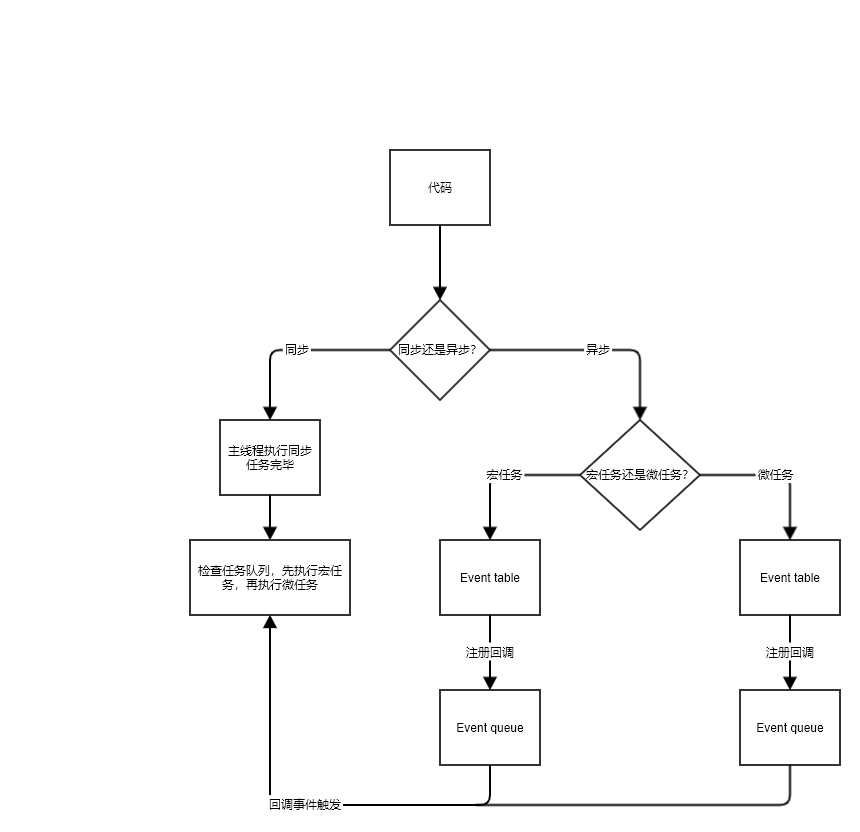 代码
同步还是异步?
同步
异步
主线程执行同步
任务完毕
宏任务还是微任务?
宏任务
微任务
检查任务队列，先执行宏任
务，再执行微任务
Event table
Event table
注册回调
注册回调
Event queue
Event queue
回调事件触发